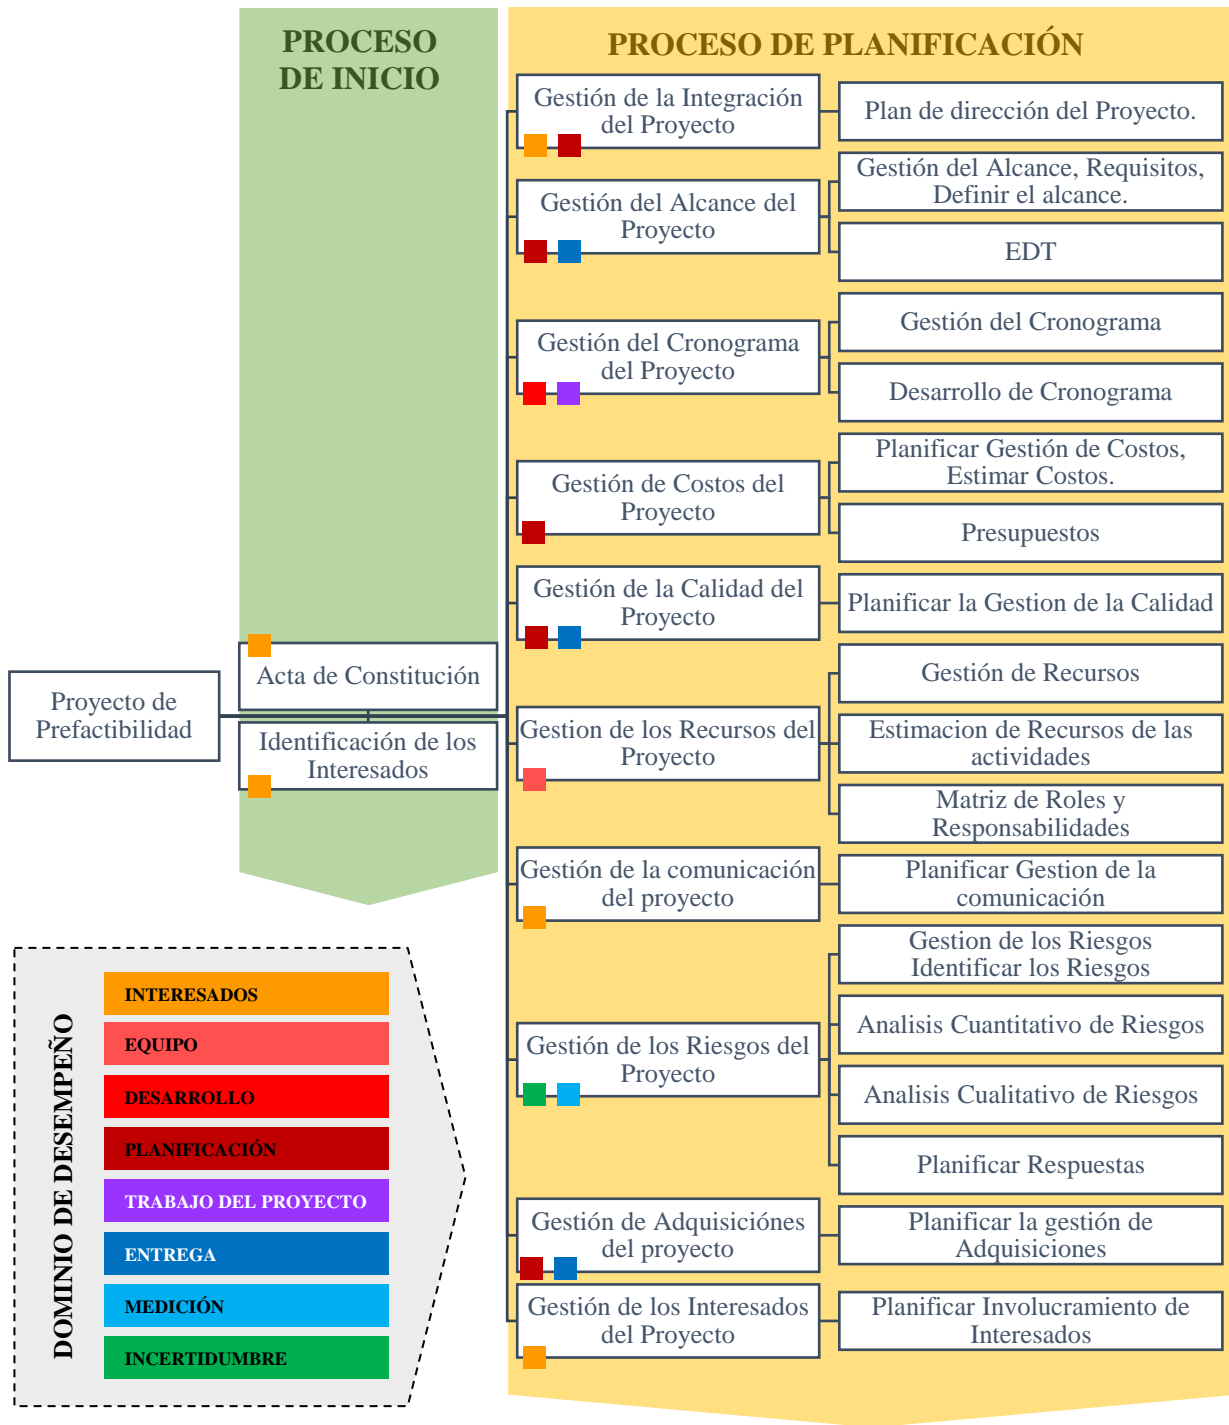 PROCESO
DE INICIO
PROCESO DE PLANIFICACIÓN
Gestión de la Integración
del Proyecto
Plan de dirección del Proyecto.
Gestión del Alcance del
Proyecto
Gestión del Alcance, Requisitos,
Definir el alcance.
EDT
Gestión del Cronograma
del Proyecto
Gestión del Cronograma
Desarrollo de Cronograma
Gestión de Costos del
Proyecto
Planificar Gestión de Costos,
Estimar Costos.
Presupuestos
Gestión de la Calidad del
Proyecto
Planificar la Gestion de la Calidad
Proyecto de
Prefactibilidad
Acta de Constitución
Identificación de los
Interesados
Gestion de los Recursos del
Proyecto
Gestión de Recursos
Estimacion de Recursos de las
actividades
Matriz de Roles y
Responsabilidades
Gestión de la comunicación
del proyecto
Planificar Gestion de la
comunicación
Gestión de los Riesgos del
Proyecto
Gestion de los Riesgos
Identificar los Riesgos
Analisis Cuantitativo de Riesgos
Analisis Cualitativo de Riesgos
Planificar Respuestas
Gestión de Adquisiciónes
del proyecto
Planificar la gestión de
Adquisiciones
Gestión de los Interesados
del Proyecto
Planificar Involucramiento de
Interesados
DOMINIO DE DESEMPEÑO
INTERESADOS
EQUIPO
DESARROLLO
PLANIFICACIÓN
TRABAJO DEL PROYECTO
ENTREGA
MEDICIÓN
INCERTIDUMBRE